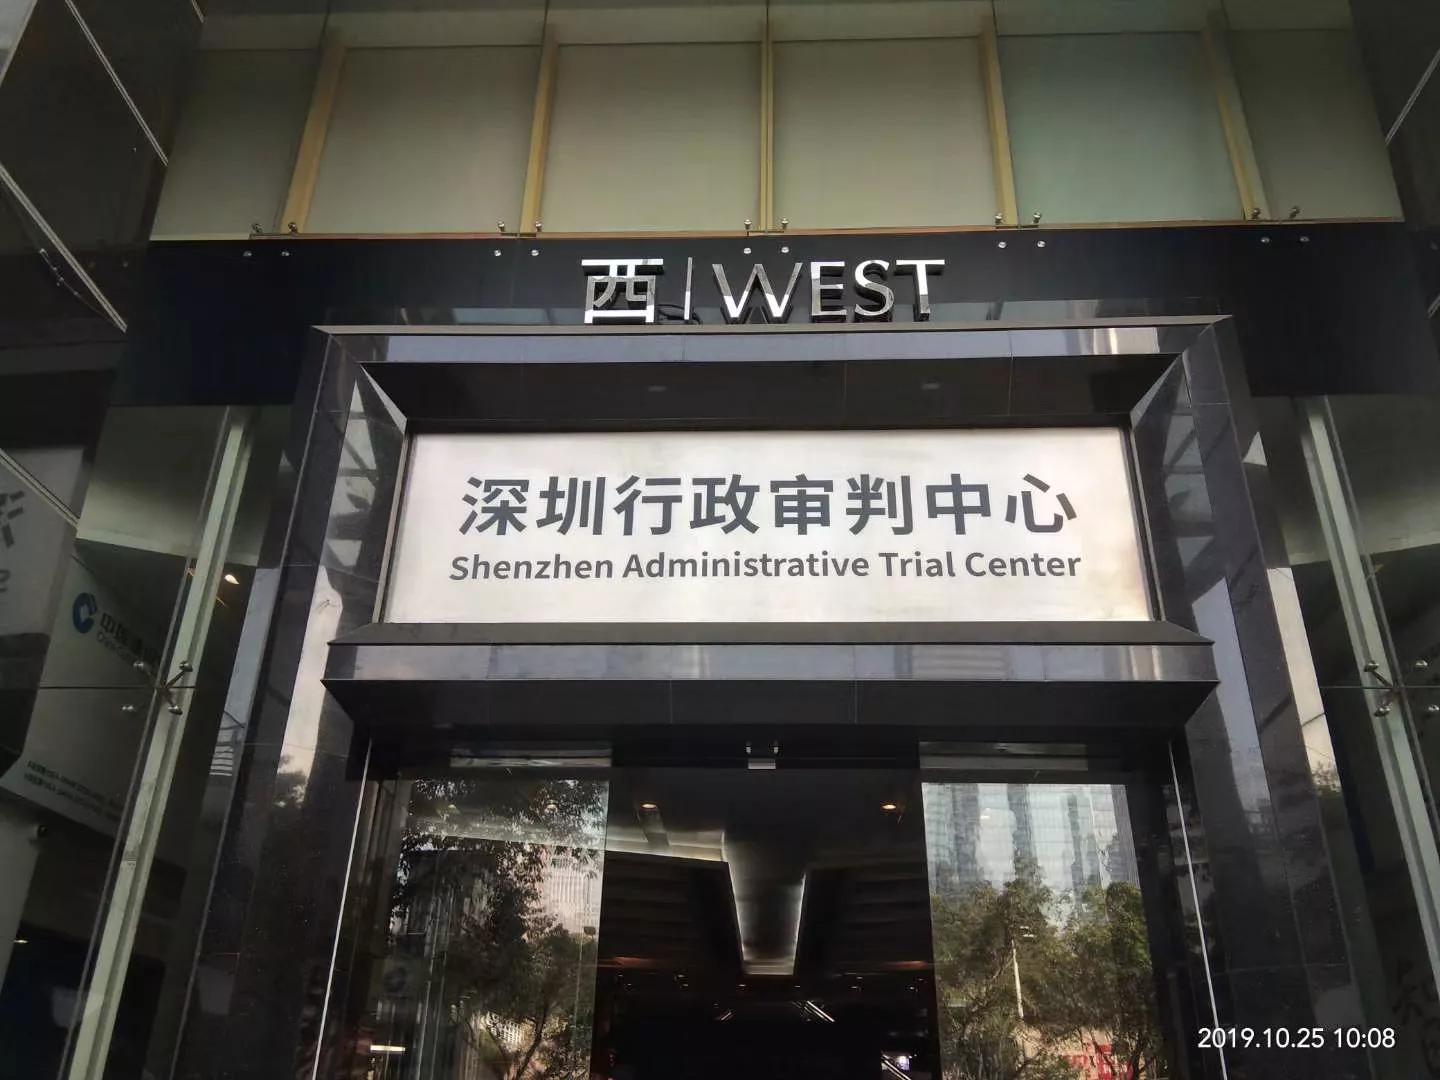 西 | WEST
深圳行政审判中心
Shenzhen Administrative Trial Center
2019.10.25 10:08